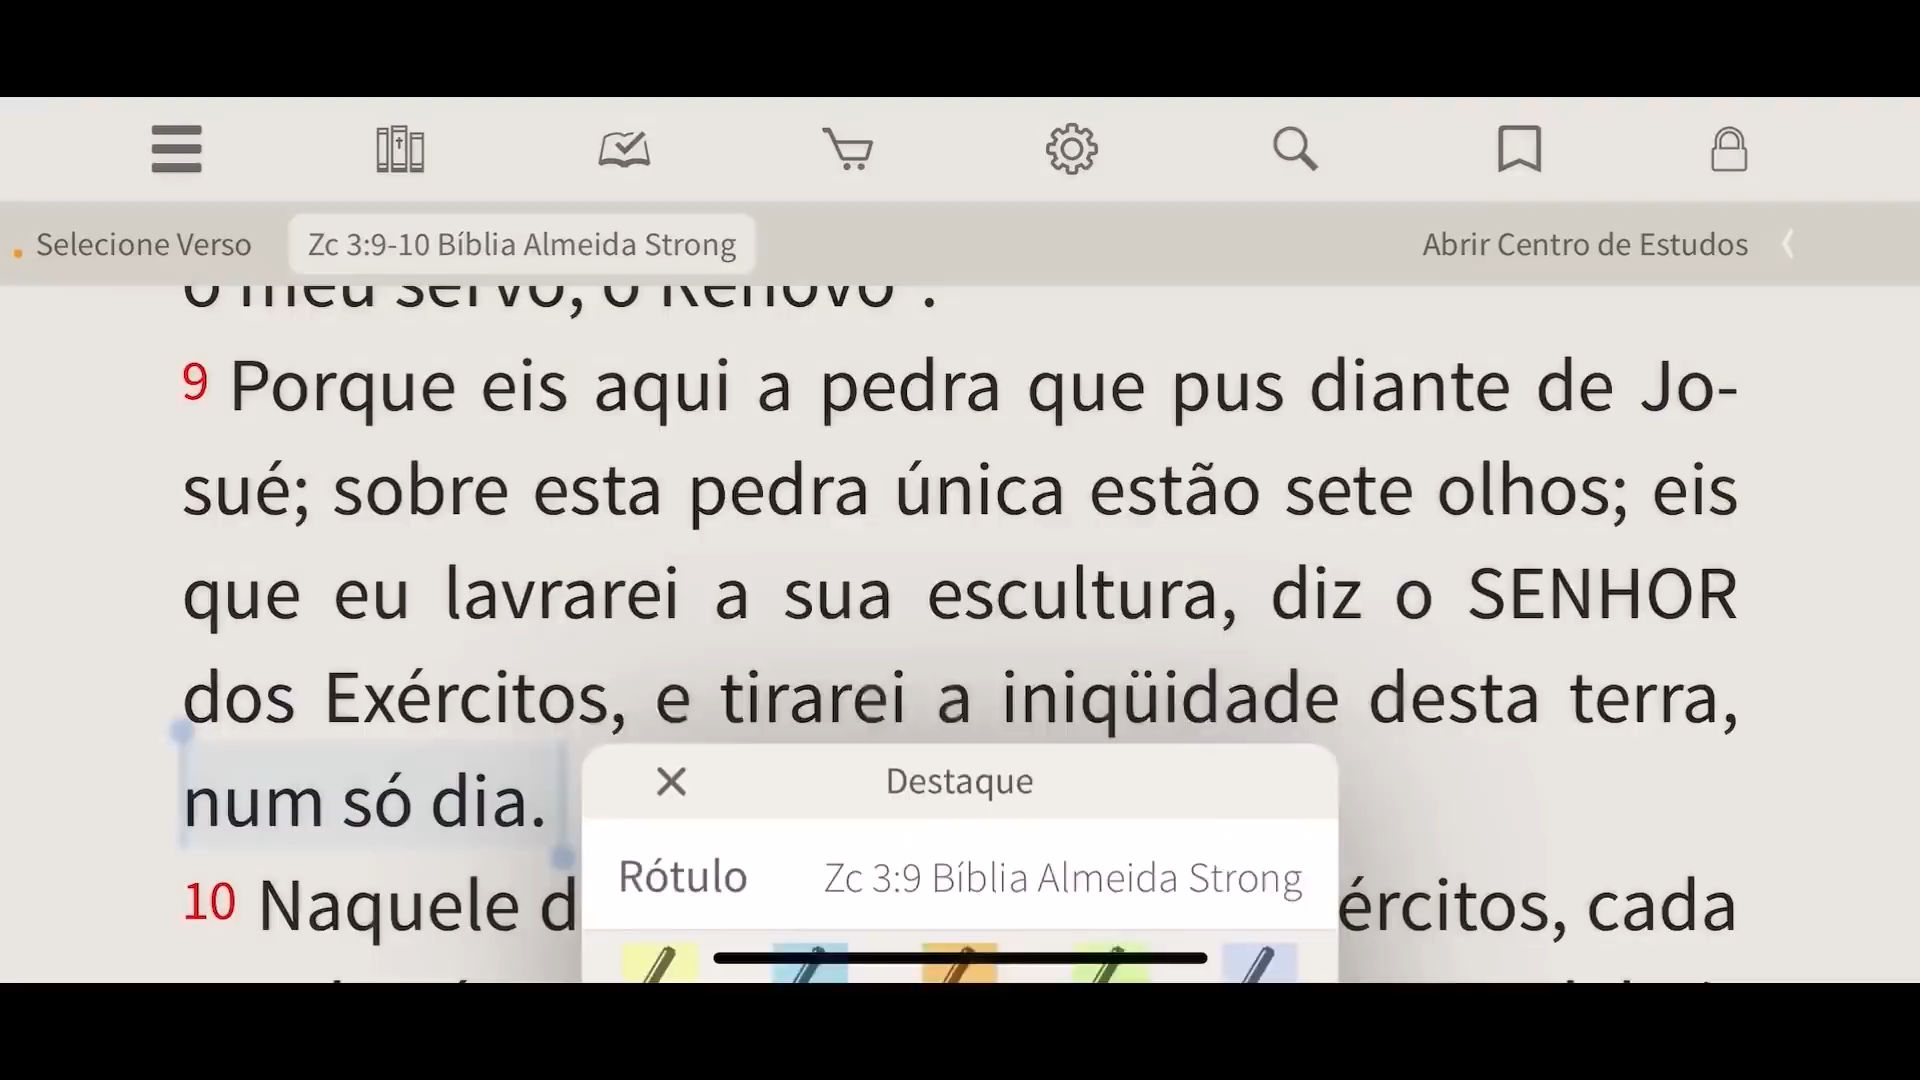 Selecione Verso
Zc 3:9-10 Bíblia Almeida Strong
Abrir Centro de Estudos
o meu servo, o Renovo .
9 Porque eis aqui a pedra que pus diante de Jo-
sué; sobre esta pedra única estão sete olhos; eis
que eu lavrarei a sua escultura, diz o SENHOR
dos Exércitos, e tirarei a iniqüidade desta terra,
num só dia.
Destaque
Rótulo
Zc 3:9 Bíblia Almeida Strong
10 Naquele d
ércitos, cada